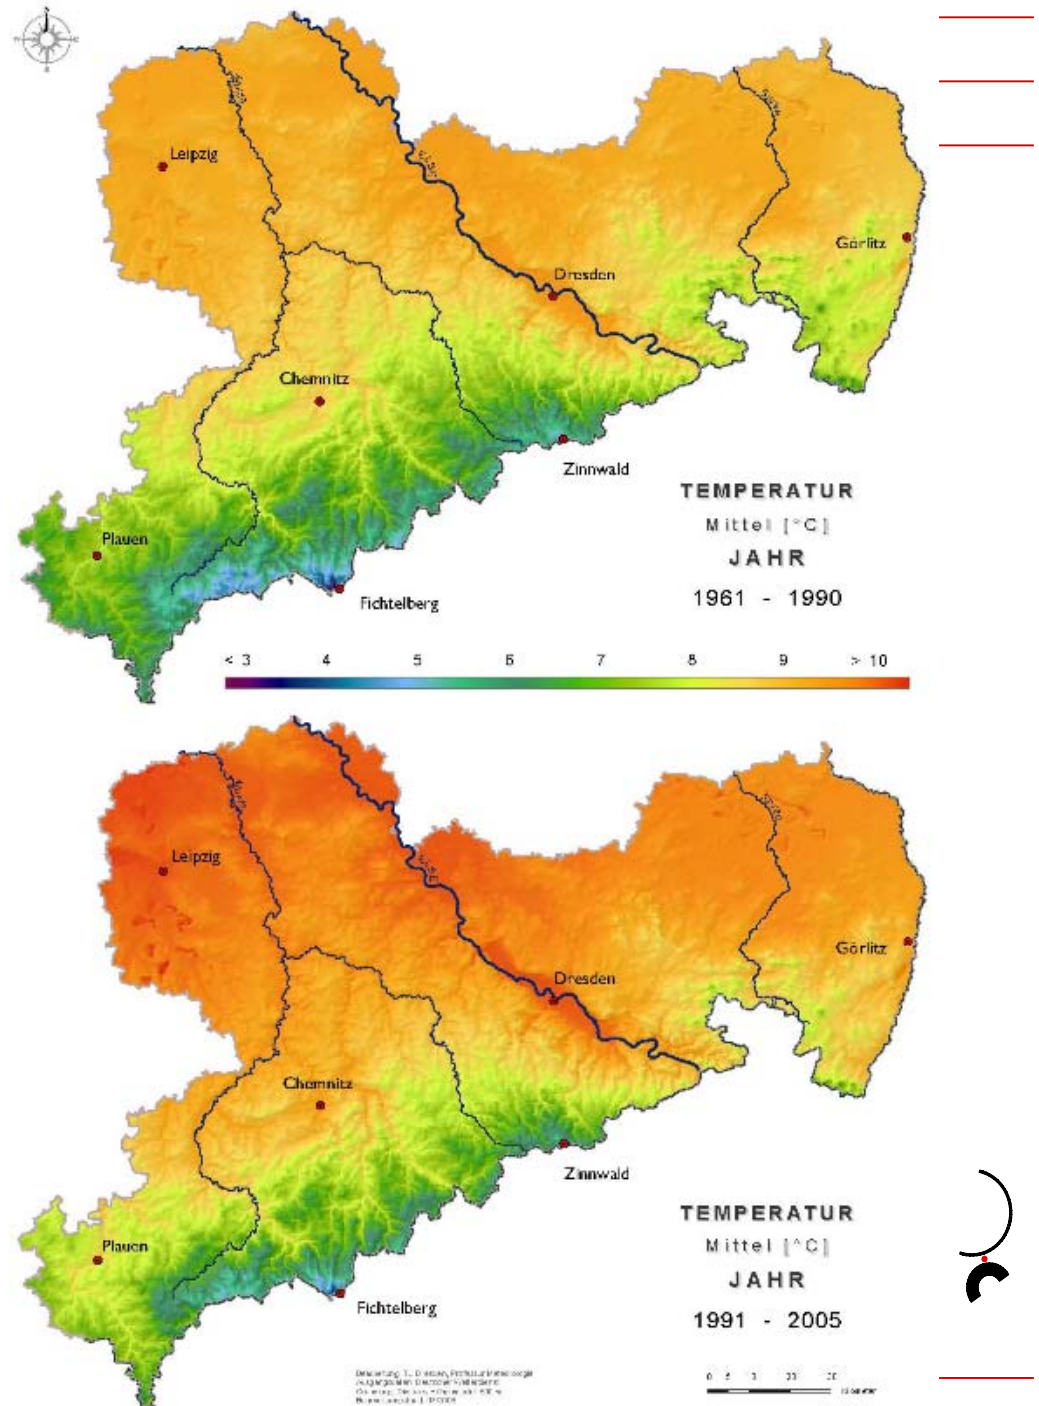 Leipzig
Dresden
Görlitz
Chemnitz
Zinnwald
Plauen
Fichtelberg
TEMPERATUR
Mittel [°C]
JAHR
1961 - 1990
< 3 4 5 6 7 8 9 > 10
Leipzig
Dresden
Görlitz
Chemnitz
Zinnwald
Plauen
Fichtelberg
TEMPERATUR
Mittel [°C]
JAHR
1991 - 2005
Kilometer